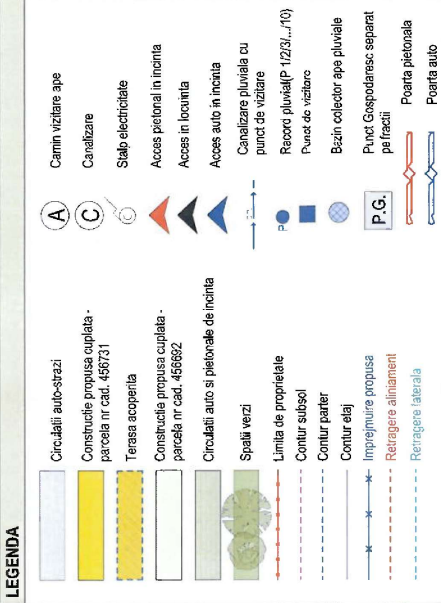 LEGENDA
Circulatii auto-strazi
Constructie propusa cuplata -
parcela nr cad. 456731
Terasa acoperita
Constructie propusa cuplata -
parcela nr cad. 456692
Circulatii auto si pietonale de incinta
Spatii verzi
Limita de proprietate
Contur subsol
Contur parter
Contur etaj
Imprejmuire propusa
Retragere aliniament
Retragere laterala
A
Camin vizitare ape
C
Canalizare
Stalp electricitate
Acces pietonal in incinta
Acces in locuinta
Acces auto in incinta
Canalizare pluviala cu
punct de vizitare
P
Racord pluvial(P 1/2/3/.../10)
Punct de vizitare
Bazin colector ape pluviale
P.G.
Punct Gospodaresc separat
pe fractii
Poarta pietonala
Poarta auto